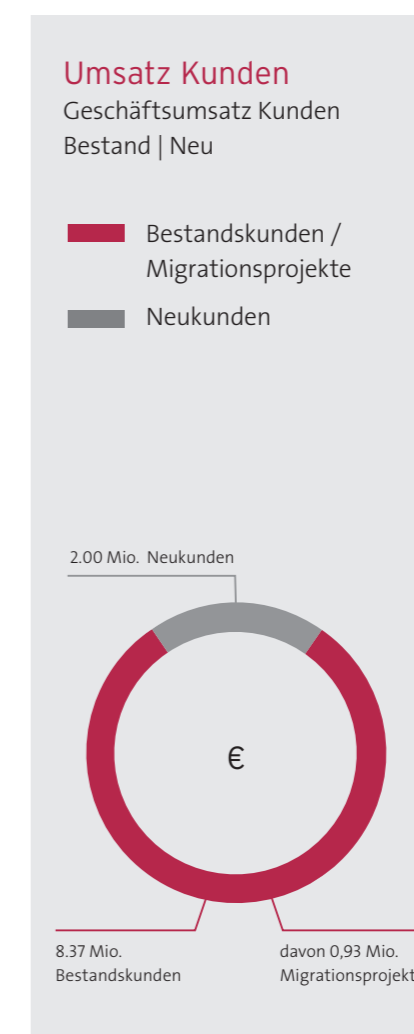 Umsatz Kunden
Geschäftsumsatz Kunden
Bestand | Neu
Bestandskunden /
Migrationsprojekte
Neukunden
2.00 Mio. Neukunden
€
8.37 Mio.
Bestandskunden
davon 0,93 Mio.
Migrationsprojekt